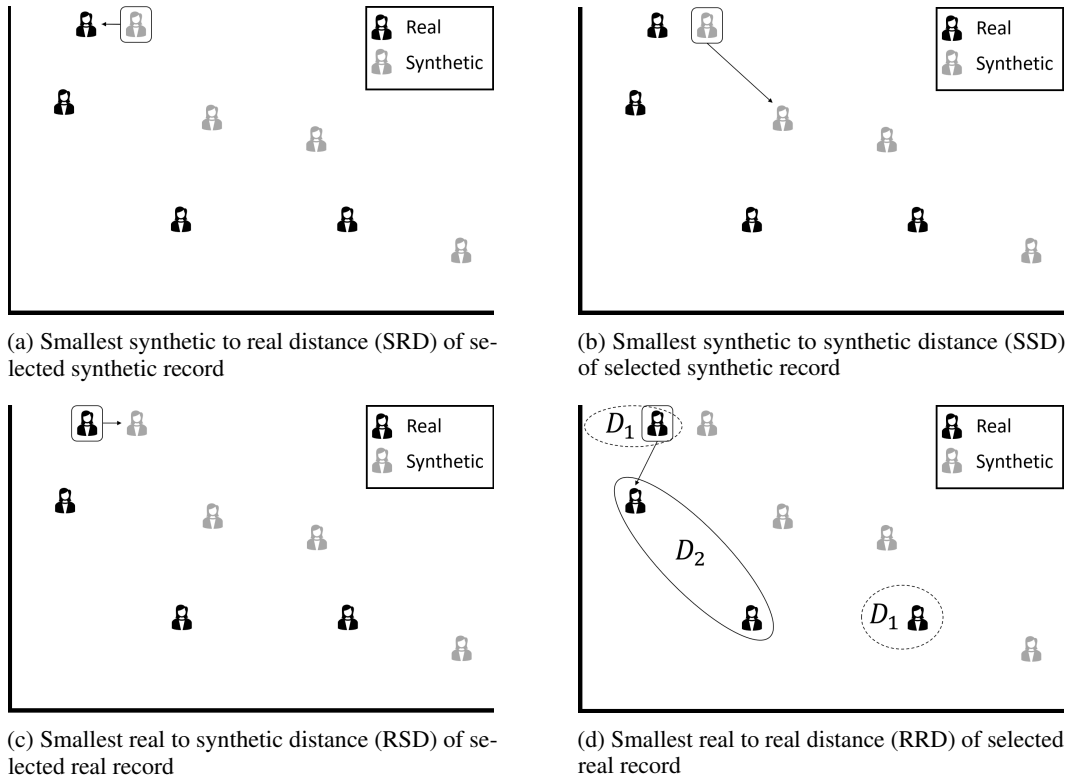 Real
Synthetic
(a) Smallest synthetic to real distance (SRD) of se-
lected synthetic record
Real
Synthetic
(b) Smallest synthetic to synthetic distance (SSD)
of selected synthetic record
Real
Synthetic
(c) Smallest real to synthetic distance (RSD) of se-
lected real record
D₁
Real
Synthetic
D₂
D₁
(d) Smallest real to real distance (RRD) of selected
real record